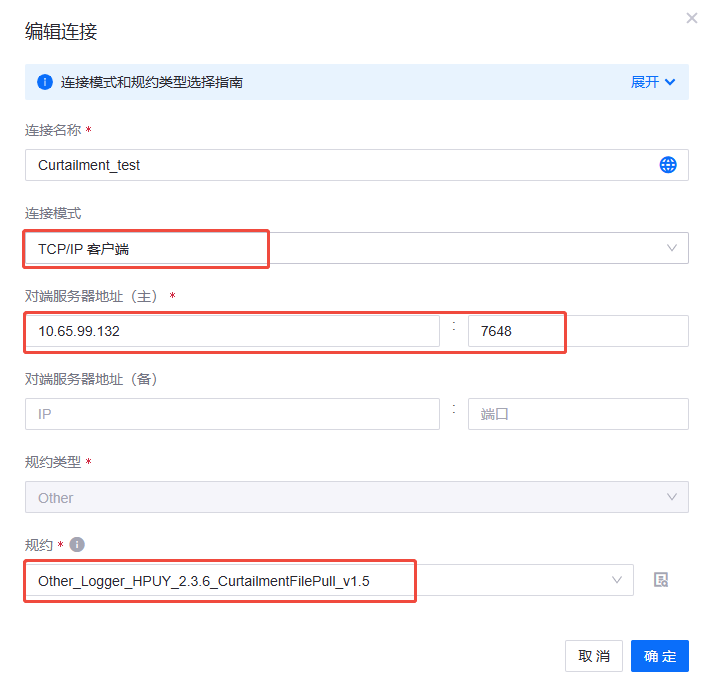 编辑连接
连接模式和规约类型选择指南 展开
连接名称 *
Curtailment_test
连接模式
TCP/IP 客户端
对端服务器地址（主） *
10.65.99.132 : 7648
对端服务器地址（备）
IP : 端口
规约类型 *
Other
规约 *
Other_Logger_HPUY_2.3.6_CurtailmentFilePull_v1.5
取 消 确 定